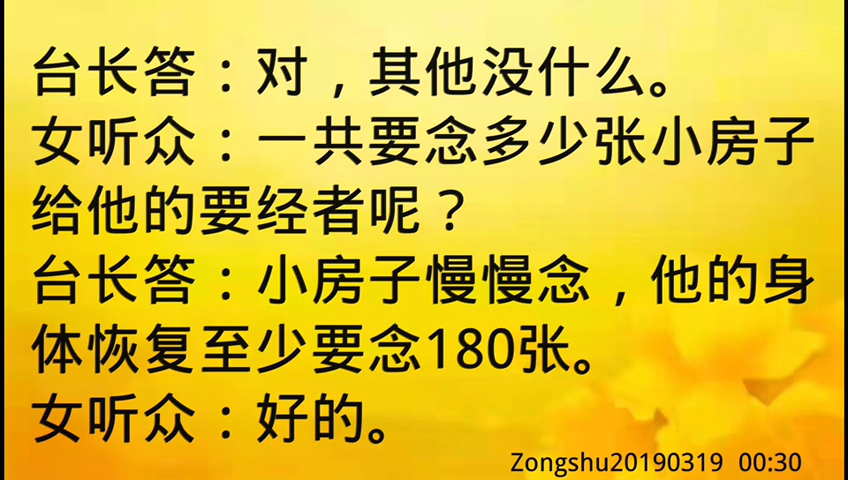 台长答：对，其他没什么。
女听众：一共要念多少张小房子
给他的要经者呢？
台长答：小房子慢慢念，他的身
体恢复至少要念180张。
女听众：好的。
Zongshu20190319 00:30